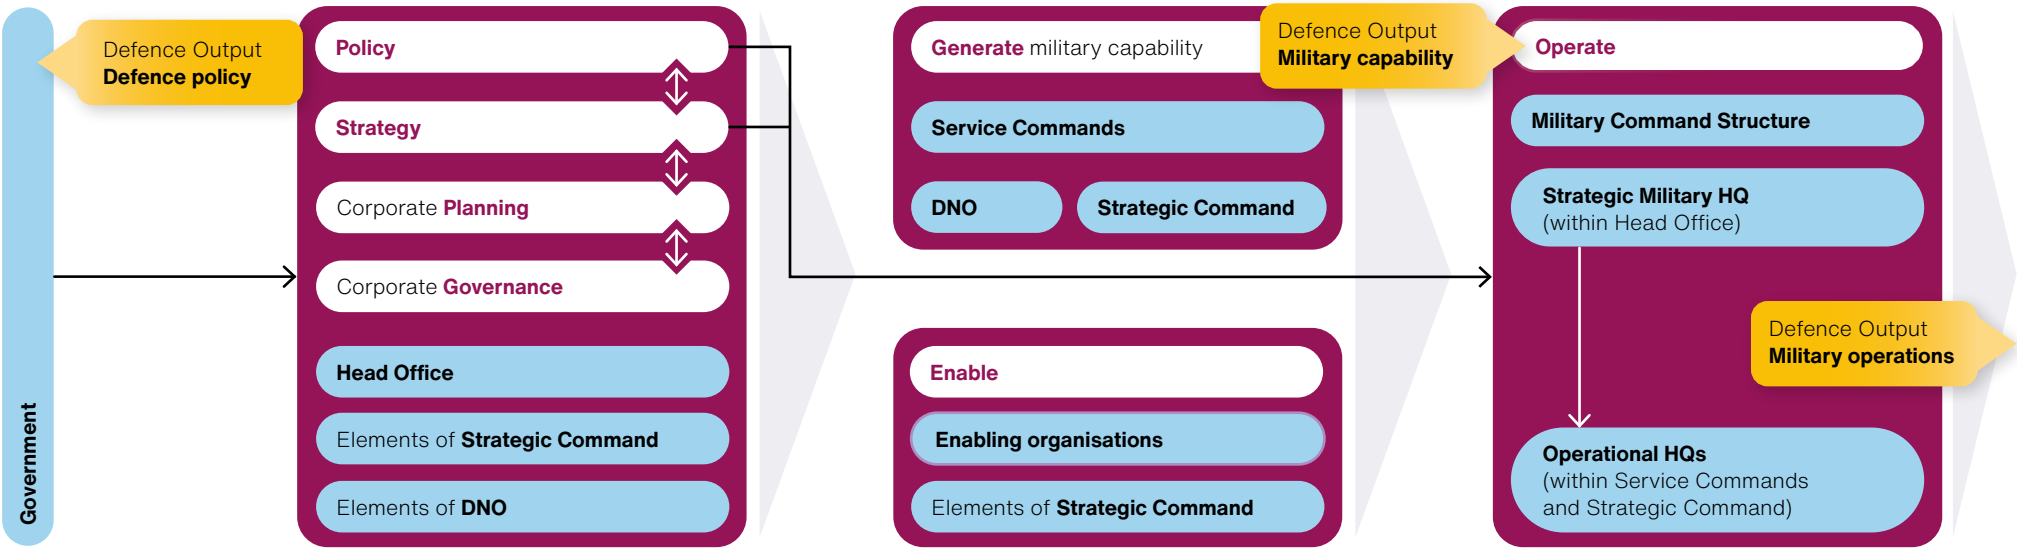 Government
Defence Output
Defence policy
Policy
Strategy
Corporate Planning
Corporate Governance
Head Office
Elements of Strategic Command
Elements of DNO
Generate military capability
Service Commands
DNO
Strategic Command
Enable
Enabling organisations
Elements of Strategic Command
Defence Output
Military capability
Operate
Military Command Structure
Strategic Military HQ
(within Head Office)
Defence Output
Military operations
Operational HQs
(within Service Commands
and Strategic Command)